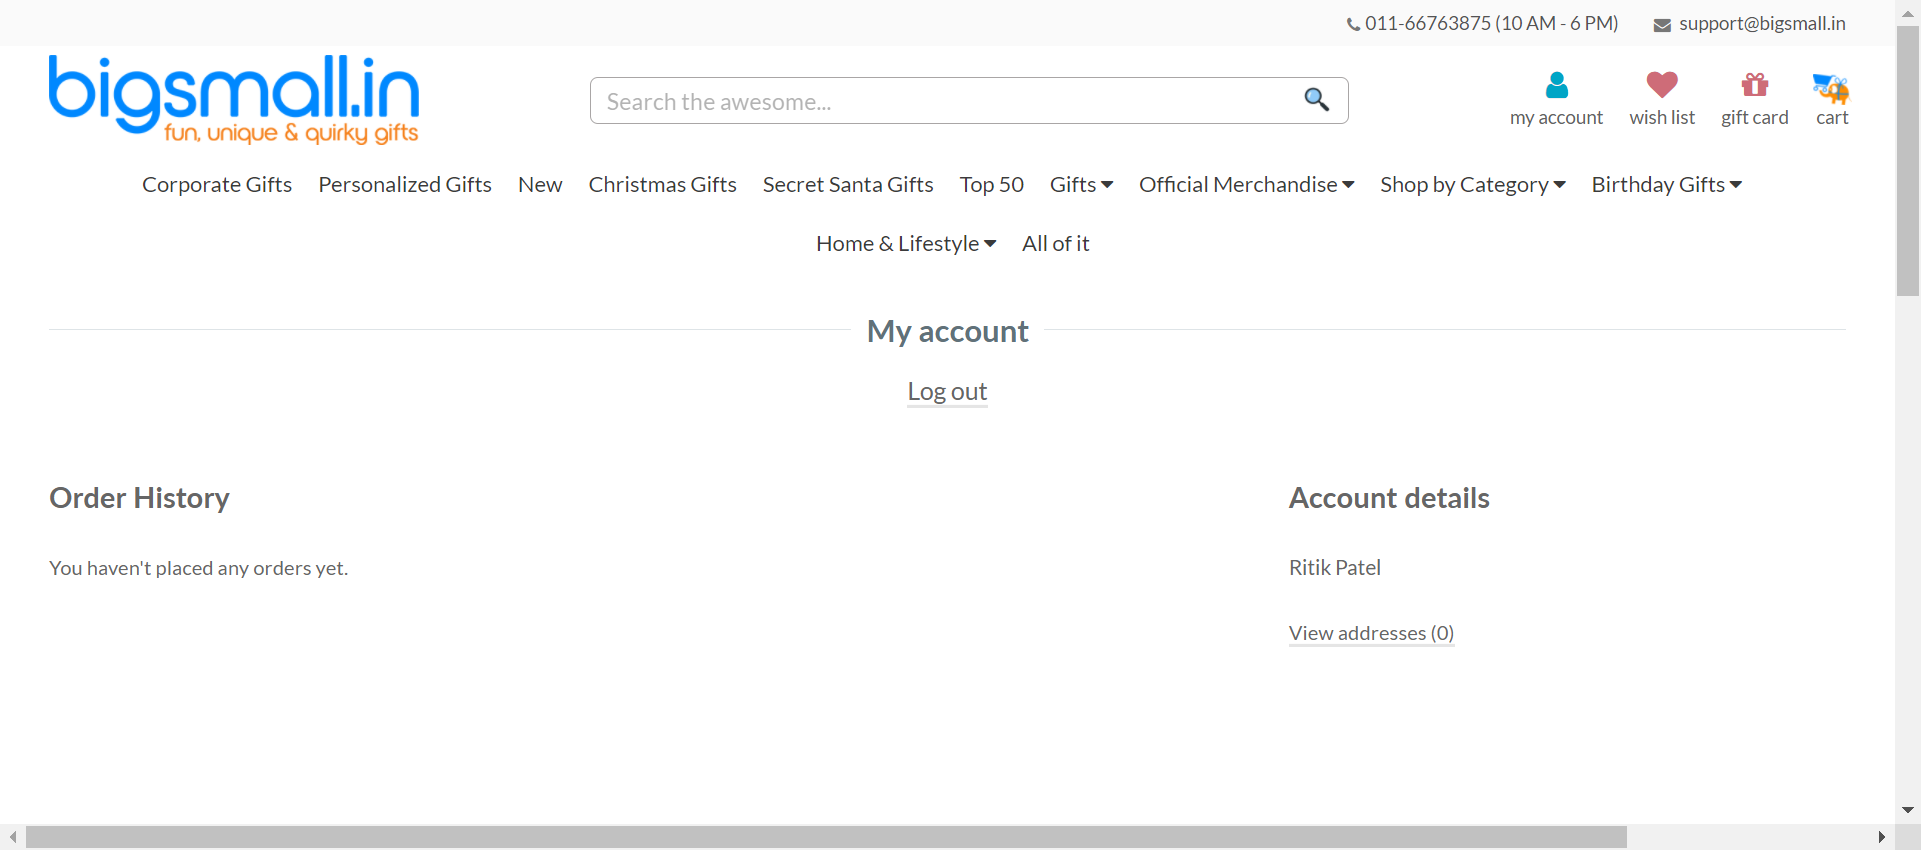 011-66763875 (10 AM - 6 PM) support@bigsmall.in
bigsmall.in
fun, unique & quirky gifts
Search the awesome...
my account wish list gift card cart
Corporate Gifts Personalized Gifts New Christmas Gifts Secret Santa Gifts Top 50 Gifts Official Merchandise Shop by Category Birthday Gifts
Home & Lifestyle All of it
My account
Log out
Order History
You haven't placed any orders yet.
Account details
Ritik Patel
View addresses (0)